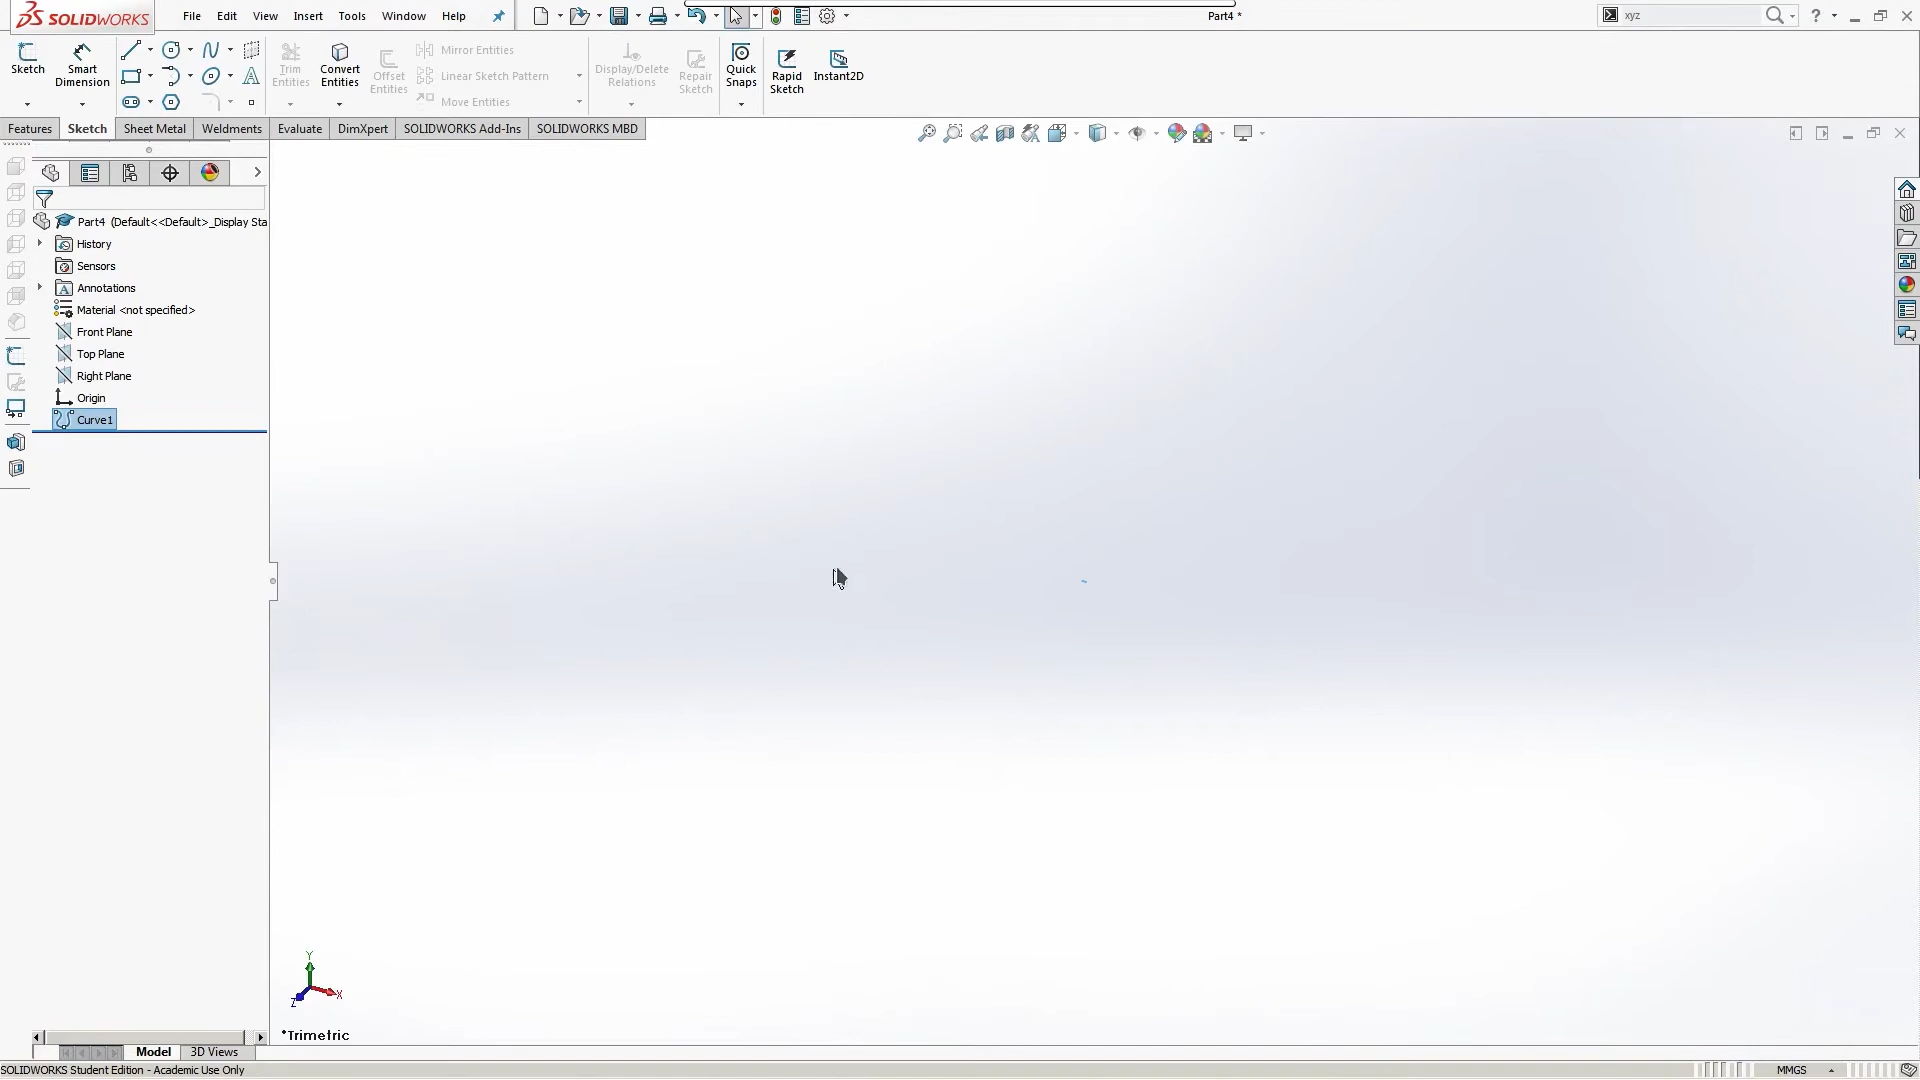 SOLIDWORKS File Edit View Insert Tools Window Help Part4 * xyz ?
Sketch Smart Dimension Trim Entities Convert Entities Offset Entities Mirror Entities Linear Sketch Pattern Move Entities Display/Delete Relations Repair Sketch Quick Snaps Rapid Sketch Instant2D
Features Sketch Sheet Metal Weldments Evaluate DimXpert SOLIDWORKS Add-Ins SOLIDWORKS MBD
Part4 (Default<<Default>_Display Sta
History
Sensors
Annotations
Material <not specified>
Front Plane
Top Plane
Right Plane
Origin
Curve1
Y
X
Z
*Trimetric
Model 3D Views
SOLIDWORKS Student Edition - Academic Use Only MMGS